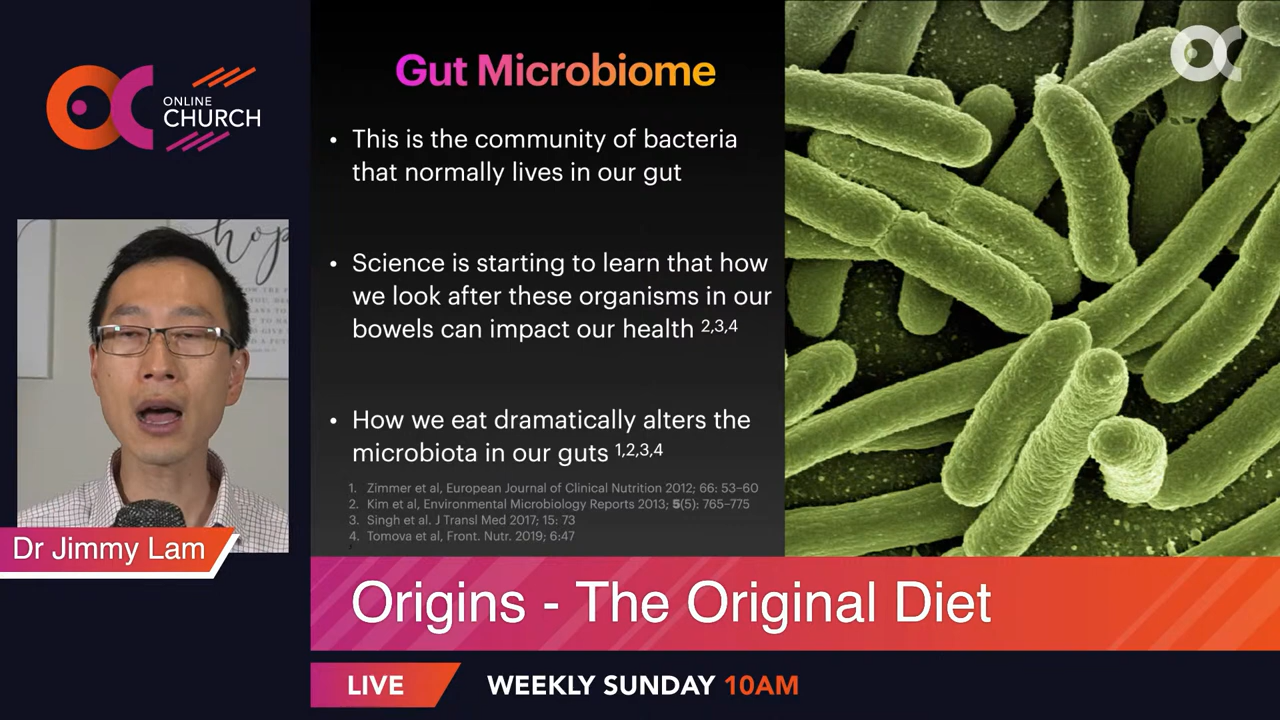 ONLINE
CHURCH
hop
Dr Jimmy Lam
Gut Microbiome
• This is the community of bacteria
that normally lives in our gut
• Science is starting to learn that how
we look after these organisms in our
bowels can impact our health 2,3,4
• How we eat dramatically alters the
microbiota in our guts 1,2,3,4
1. Zimmer et al, European Journal of Clinical Nutrition 2012; 66: 53–60
2. Kim et al, Environmental Microbiology Reports 2013; 5(5): 765–775
3. Singh et al. J Transl Med 2017; 15: 73
4. Tomova et al, Front. Nutr. 2019; 6:47
Origins - The Original Diet
LIVE
WEEKLY SUNDAY 10AM